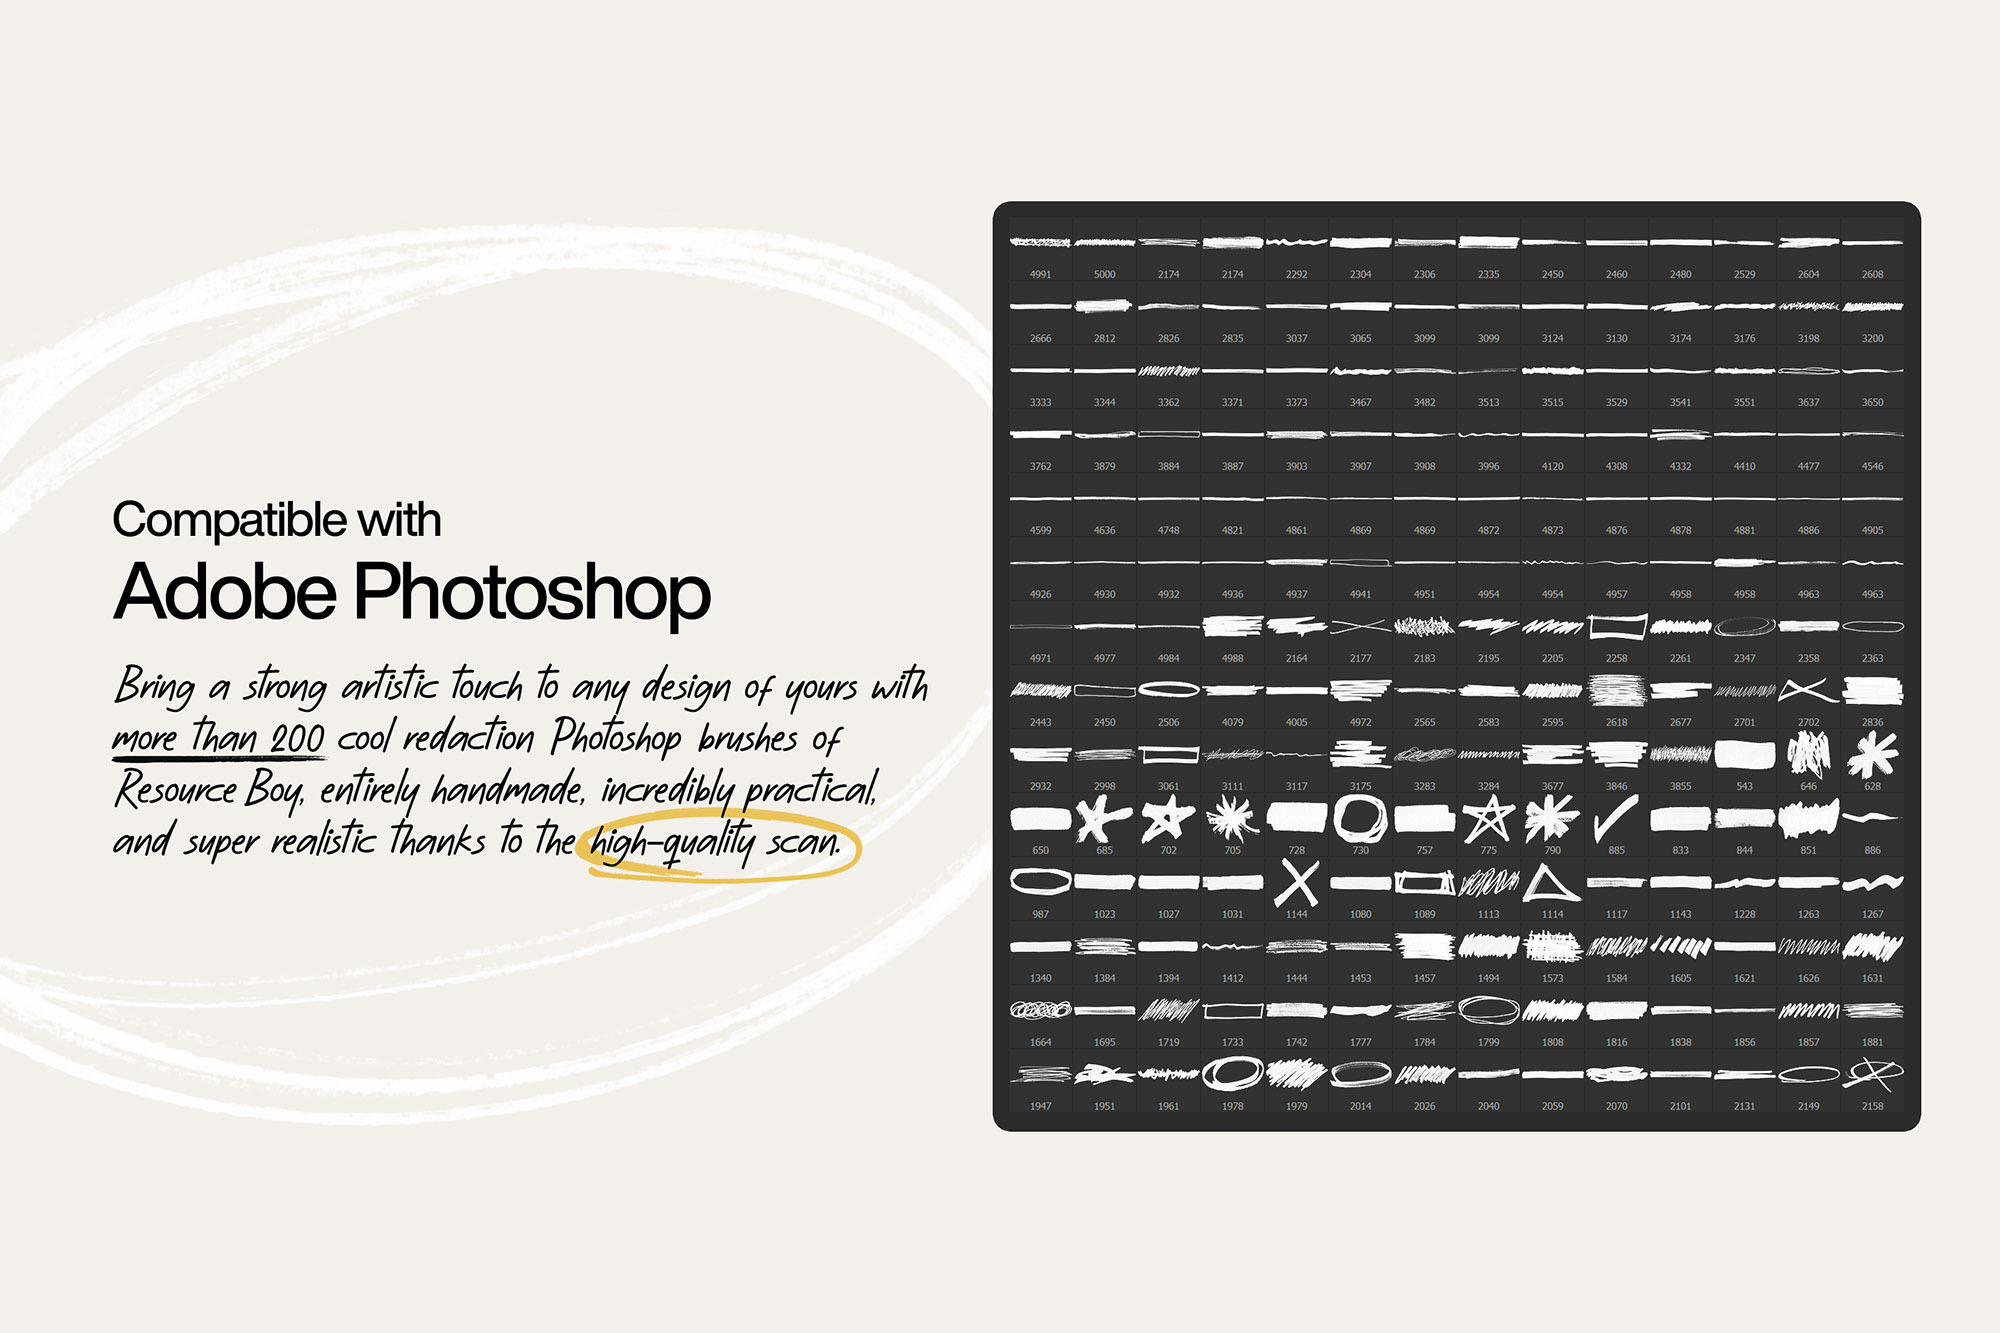 Compatible with
Adobe Photoshop
Bring a strong artistic touch to any design of yours with
more than 200 cool redaction Photoshop brushes of
Resource Boy, entirely handmade, incredibly practical,
and super realistic thanks to the high-quality scan.
4991 5000 2174 2174 2292 2304 2306 2335 2450 2460 2480 2529 2604 2608
2666 2812 2826 2835 3037 3065 3099 3099 3124 3130 3174 3176 3198 3200
3333 3344 3362 3371 3373 3467 3482 3513 3515 3529 3541 3551 3637 3650
3762 3879 3884 3887 3903 3907 3908 3996 4120 4308 4332 4410 4477 4546
4599 4636 4748 4821 4861 4869 4869 4872 4873 4876 4878 4881 4886 4905
4926 4930 4932 4936 4937 4941 4951 4954 4954 4957 4958 4958 4963 4963
4971 4977 4984 4988 2164 2177 2183 2195 2205 2258 2261 2347 2358 2363
2443 2450 2506 4079 4005 4972 2565 2583 2595 2618 2677 2701 2702 2836
2932 2998 3061 3111 3117 3175 3283 3284 3677 3846 3855 543 646 628
650 685 702 705 728 730 757 775 790 885 833 844 851 886
987 1023 1027 1031 1144 1080 1089 1113 1114 1117 1143 1228 1263 1267
1340 1384 1394 1412 1444 1453 1457 1494 1573 1584 1605 1621 1626 1631
1664 1695 1719 1733 1742 1777 1784 1799 1808 1816 1838 1856 1857 1881
1947 1951 1961 1978 1979 2014 2026 2040 2059 2070 2101 2131 2149 2158